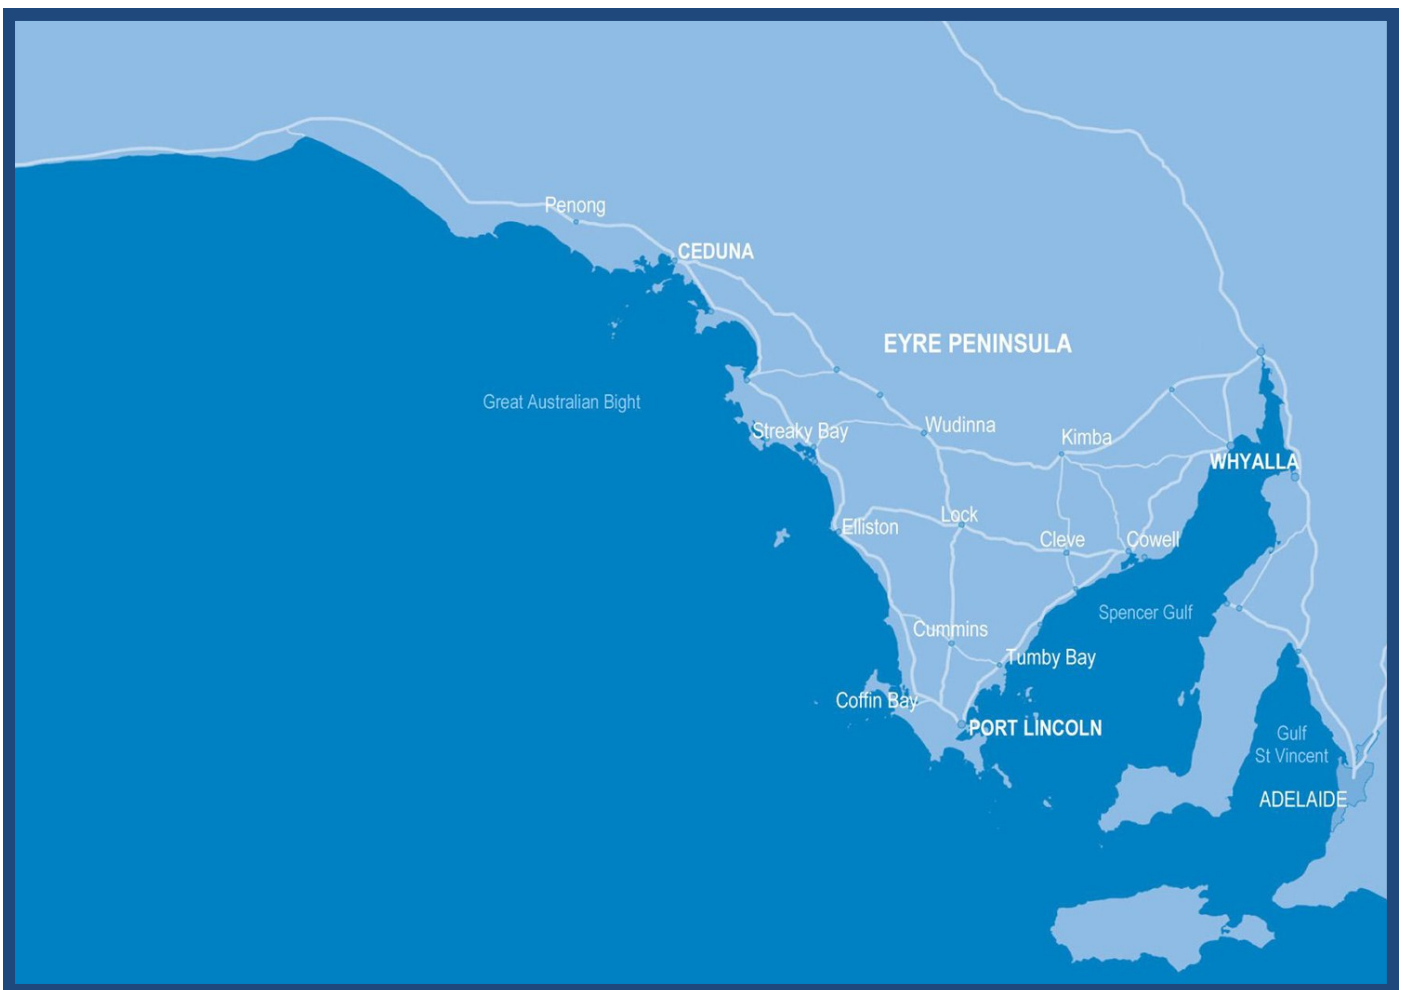 Penong
CEDUNA
EYRE PENINSULA
Great Australian Bight
Streaky Bay
Wudinna
Kimba
WHYALLA
Elliston
Lock
Cleve
Cowell
Spencer Gulf
Cummins
Tumby Bay
Coffin Bay
PORT LINCOLN
Gulf
St Vincent
ADELAIDE